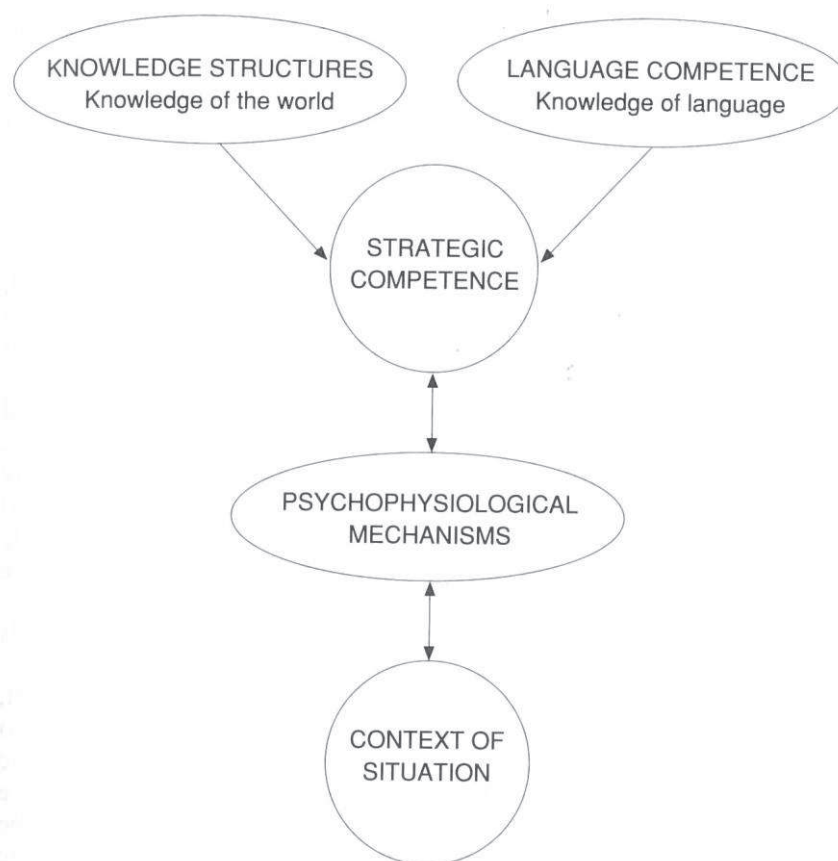 KNOWLEDGE STRUCTURES
Knowledge of the world
LANGUAGE COMPETENCE
Knowledge of language
STRATEGIC
COMPETENCE
PSYCHOPHYSIOLOGICAL
MECHANISMS
CONTEXT OF
SITUATION